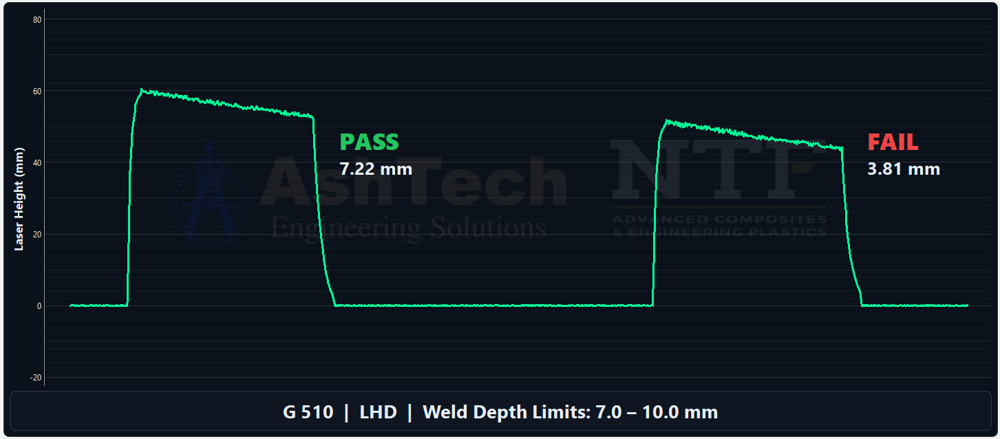 80
60
40
20
0
-20
Laser Height (mm)
PASS
7.22 mm
FAIL
3.81 mm
AshTech
Engineering Solutions
NTF
ADVANCED COMPOSITES
& ENGINEERING PLASTICS
G 510 | LHD | Weld Depth Limits: 7.0 – 10.0 mm